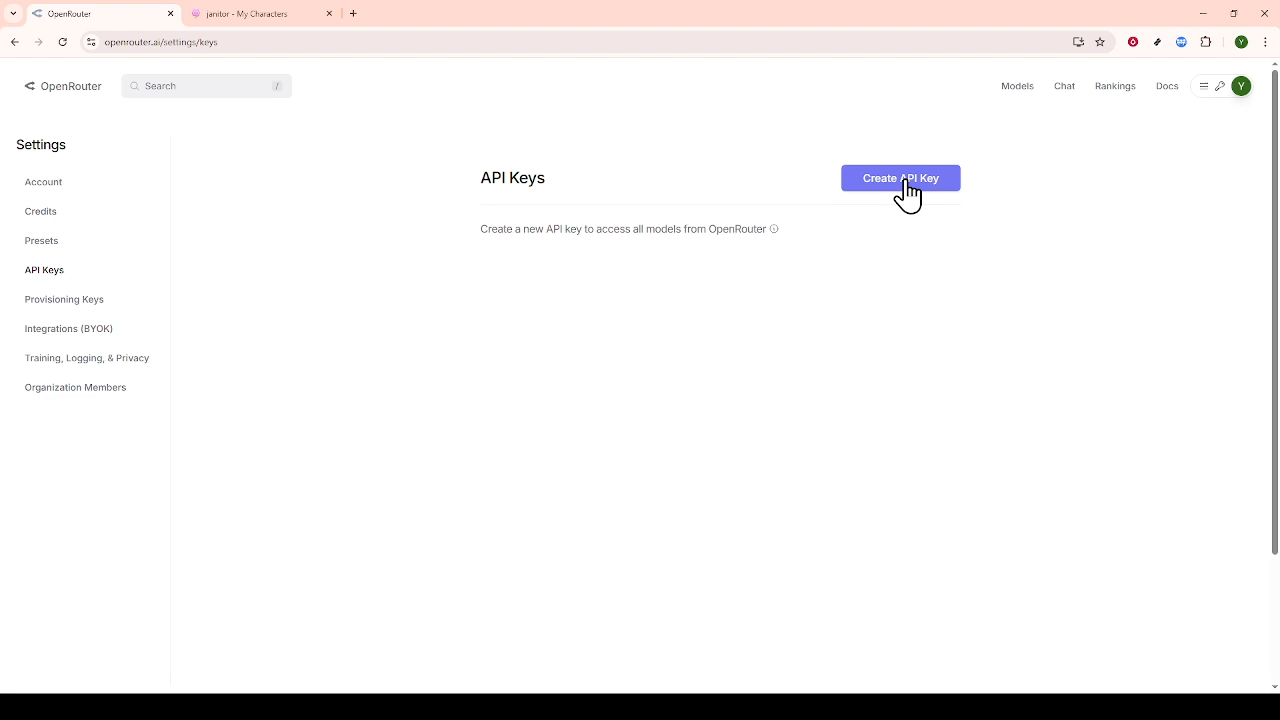 OpenRouter
janitor - My Characters
openrouter.ai/settings/keys
Y
OpenRouter
Search
/
Models
Chat
Rankings
Docs
Y
Settings
Account
Credits
Presets
API Keys
Provisioning Keys
Integrations (BYOK)
Training, Logging, & Privacy
Organization Members
API Keys
Create API Key
Create a new API key to access all models from OpenRouter